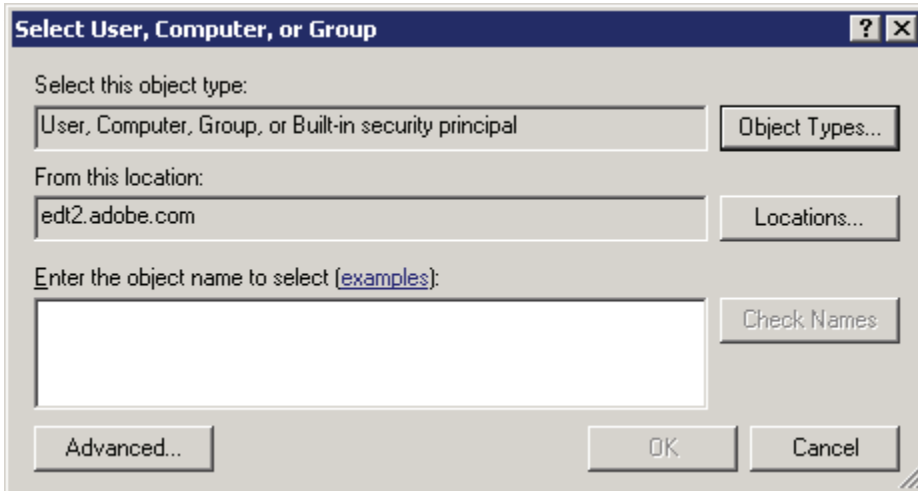 Select User, Computer, or Group
Select this object type:
User, Computer, Group, or Built-in security principal
Object Types...
From this location:
edt2.adobe.com
Locations...
Enter the object name to select (examples):
Check Names
Advanced...
OK
Cancel